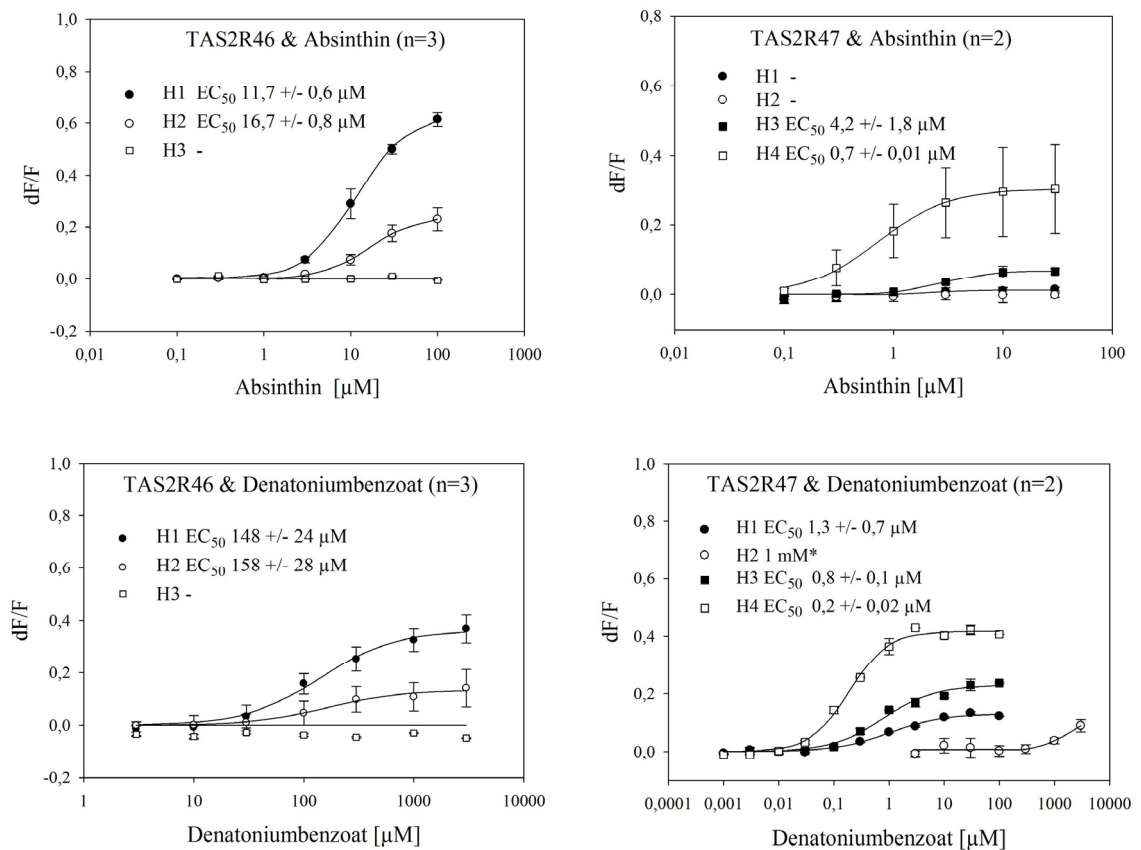 TAS2R46 & Absinthin (n=3)
H1 EC50 11,7 +/- 0,6 µM
H2 EC50 16,7 +/- 0,8 µM
H3 -
dF/F
1,0
0,8
0,6
0,4
0,2
0,0
-0,2
0,01 0,1 1 10 100 1000
Absinthin [µM]
TAS2R47 & Absinthin (n=2)
H1 -
H2 -
H3 EC50 4,2 +/- 1,8 µM
H4 EC50 0,7 +/- 0,01 µM
dF/F
0,8
0,6
0,4
0,2
0,0
0,01 0,1 1 10 100
Absinthin [µM]
TAS2R46 & Denatoniumbenzoat (n=3)
H1 EC50 148 +/- 24 µM
H2 EC50 158 +/- 28 µM
H3 -
dF/F
1,0
0,8
0,6
0,4
0,2
0,0
-0,2
1 10 100 1000 10000
Denatoniumbenzoat [µM]
TAS2R47 & Denatoniumbenzoat (n=2)
H1 EC50 1,3 +/- 0,7 µM
H2 1 mM*
H3 EC50 0,8 +/- 0,1 µM
H4 EC50 0,2 +/- 0,02 µM
dF/F
1,0
0,8
0,6
0,4
0,2
0,0
0,0001 0,001 0,01 0,1 1 10 100 1000 10000
Denatoniumbenzoat [µM]